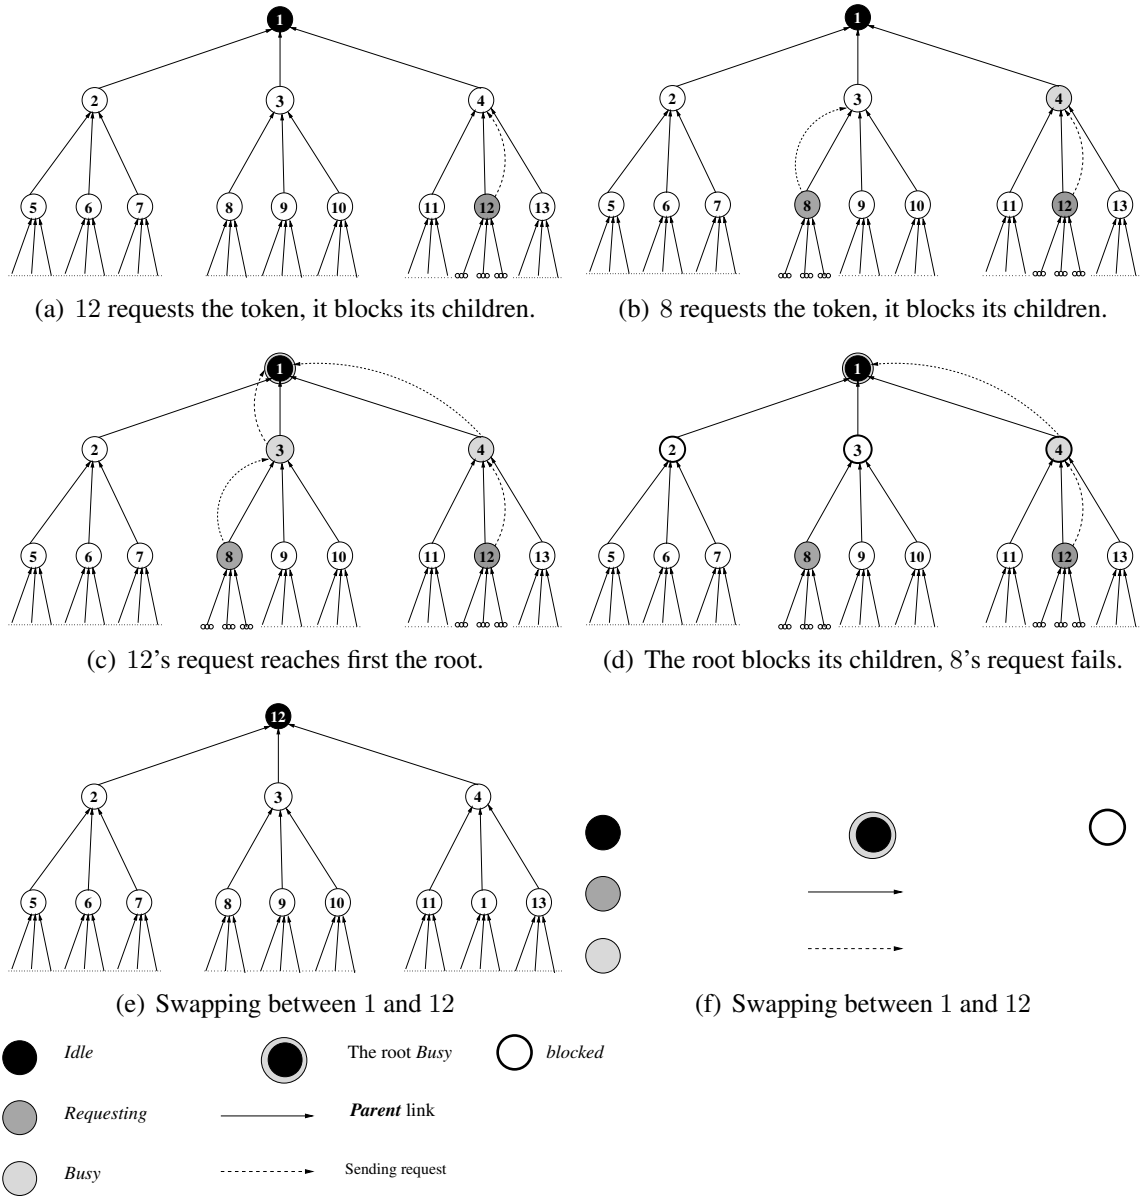 1 1
2 3 4 2 3 4
5 6 7 8 9 10 11 12 13 5 6 7 8 9 10 11 12 13
(a) 12 requests the token, it blocks its children. (b) 8 requests the token, it blocks its children.
1 1
2 3 4 2 3 4
5 6 7 8 9 10 11 12 13 5 6 7 8 9 10 11 12 13
(c) 12's request reaches first the root. (d) The root blocks its children, 8's request fails.
12
2 3 4
5 6 7 8 9 10 11 1 13
(e) Swapping between 1 and 12 (f) Swapping between 1 and 12
Idle The root Busy blocked
Requesting Parent link
Busy Sending request